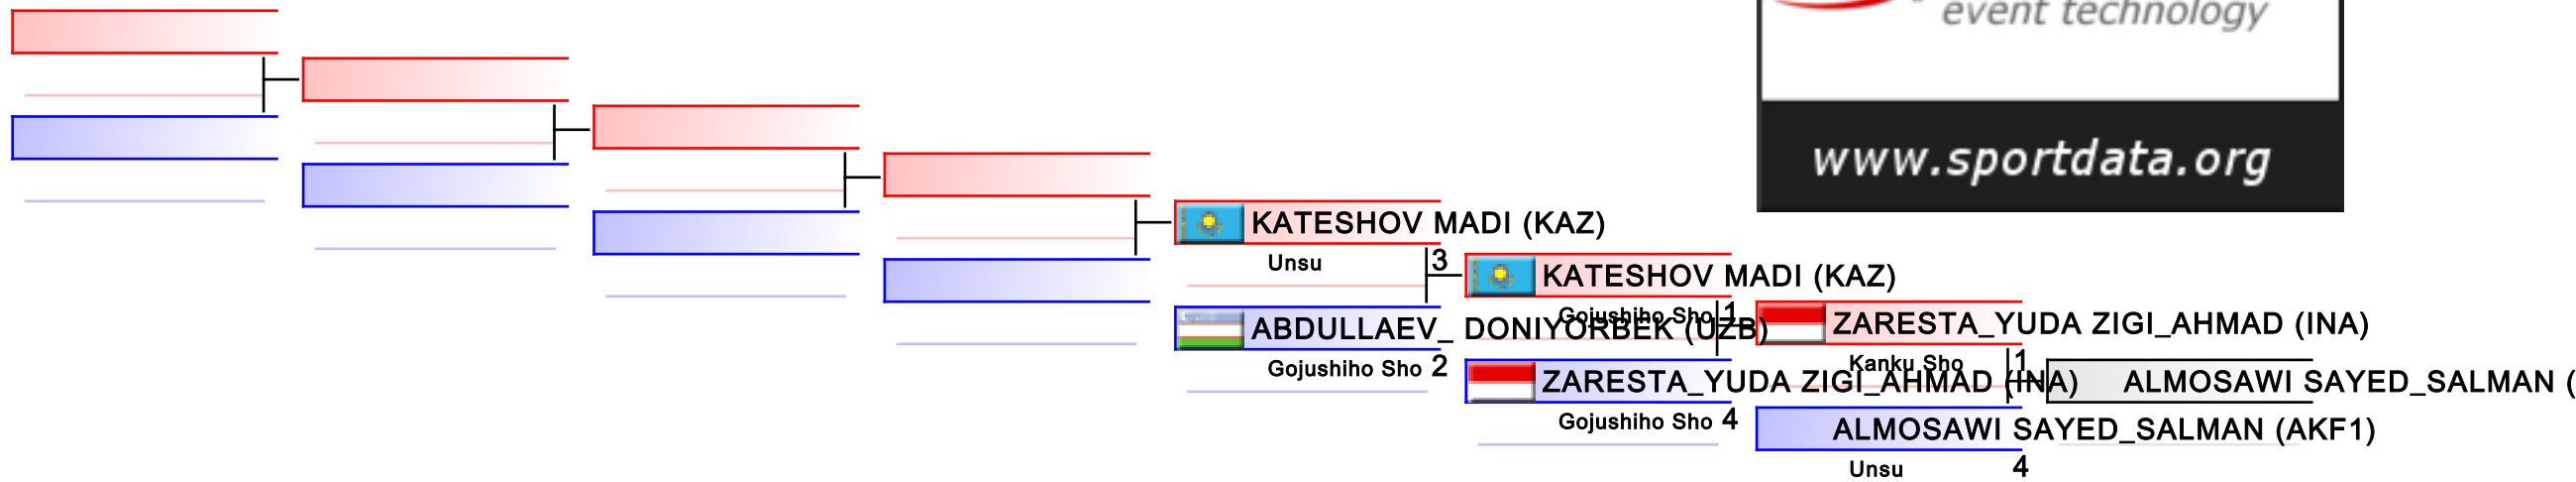 event technology
www.sportdata.org
KATESHOV MADI (KAZ)
Unsu
3
KATESHOV MADI (KAZ)
Gojushiho Sho 1
ABDULLAEV_ DONIYORBEK (UZB)
Gojushiho Sho 2
ZARESTA_YUDA ZIGI_AHMAD (INA)
Kanku Sho
1
ZARESTA_YUDA ZIGI_AHMAD (INA)
Gojushiho Sho 4
ALMOSAWI SAYED_SALMAN (
ALMOSAWI SAYED_SALMAN (AKF1)
Unsu
4